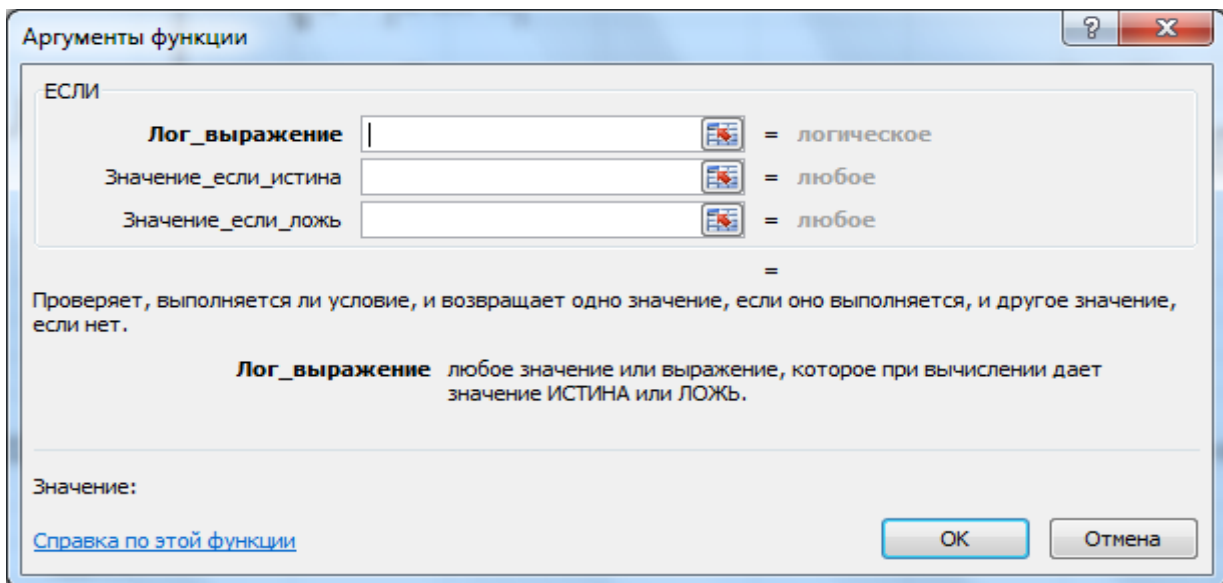 Аргументы функции
ЕСЛИ
Лог_выражение = логическое
Значение_если_истина = любое
Значение_если_ложь = любое
=
Проверяет, выполняется ли условие, и возвращает одно значение, если оно выполняется, и другое значение,
если нет.
Лог_выражение любое значение или выражение, которое при вычислении дает
значение ИСТИНА или ЛОЖЬ.
Значение:
Справка по этой функции
ОК Отмена